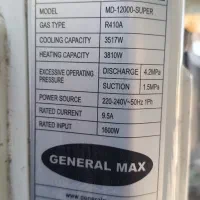 MODEL MD-12000-SUPER
GAS TYPE R410A
COOLING CAPACITY 3517W
HEATING CAPACITY 3810W
EXCESSIVE OPERATING PRESSURE DISCHARGE 4.2MPa
SUCTION 1.5MPa
POWER SOURCE 220-240V~50Hz 1Ph
RATED CURRENT 9.5A
RATED INPUT 1600W
GENERAL MAX